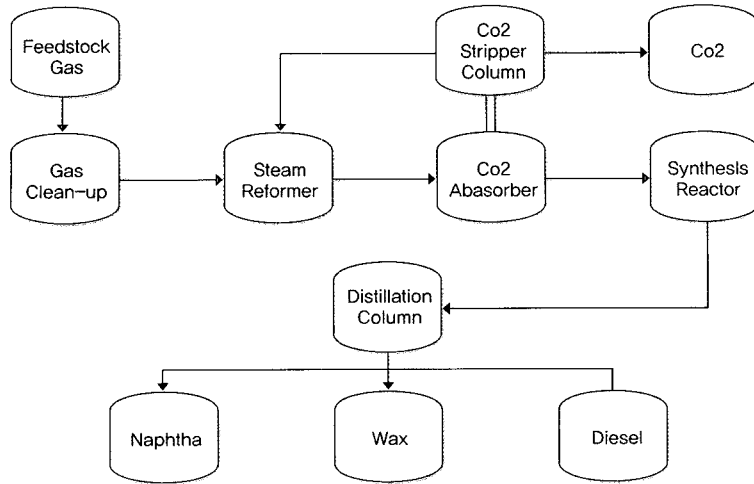 Feedstock
Gas
Co2
Stripper
Column
Co2
Gas
Clean-up
Steam
Reformer
Co2
Abasorber
Synthesis
Reactor
Distillation
Column
Naphtha
Wax
Diesel